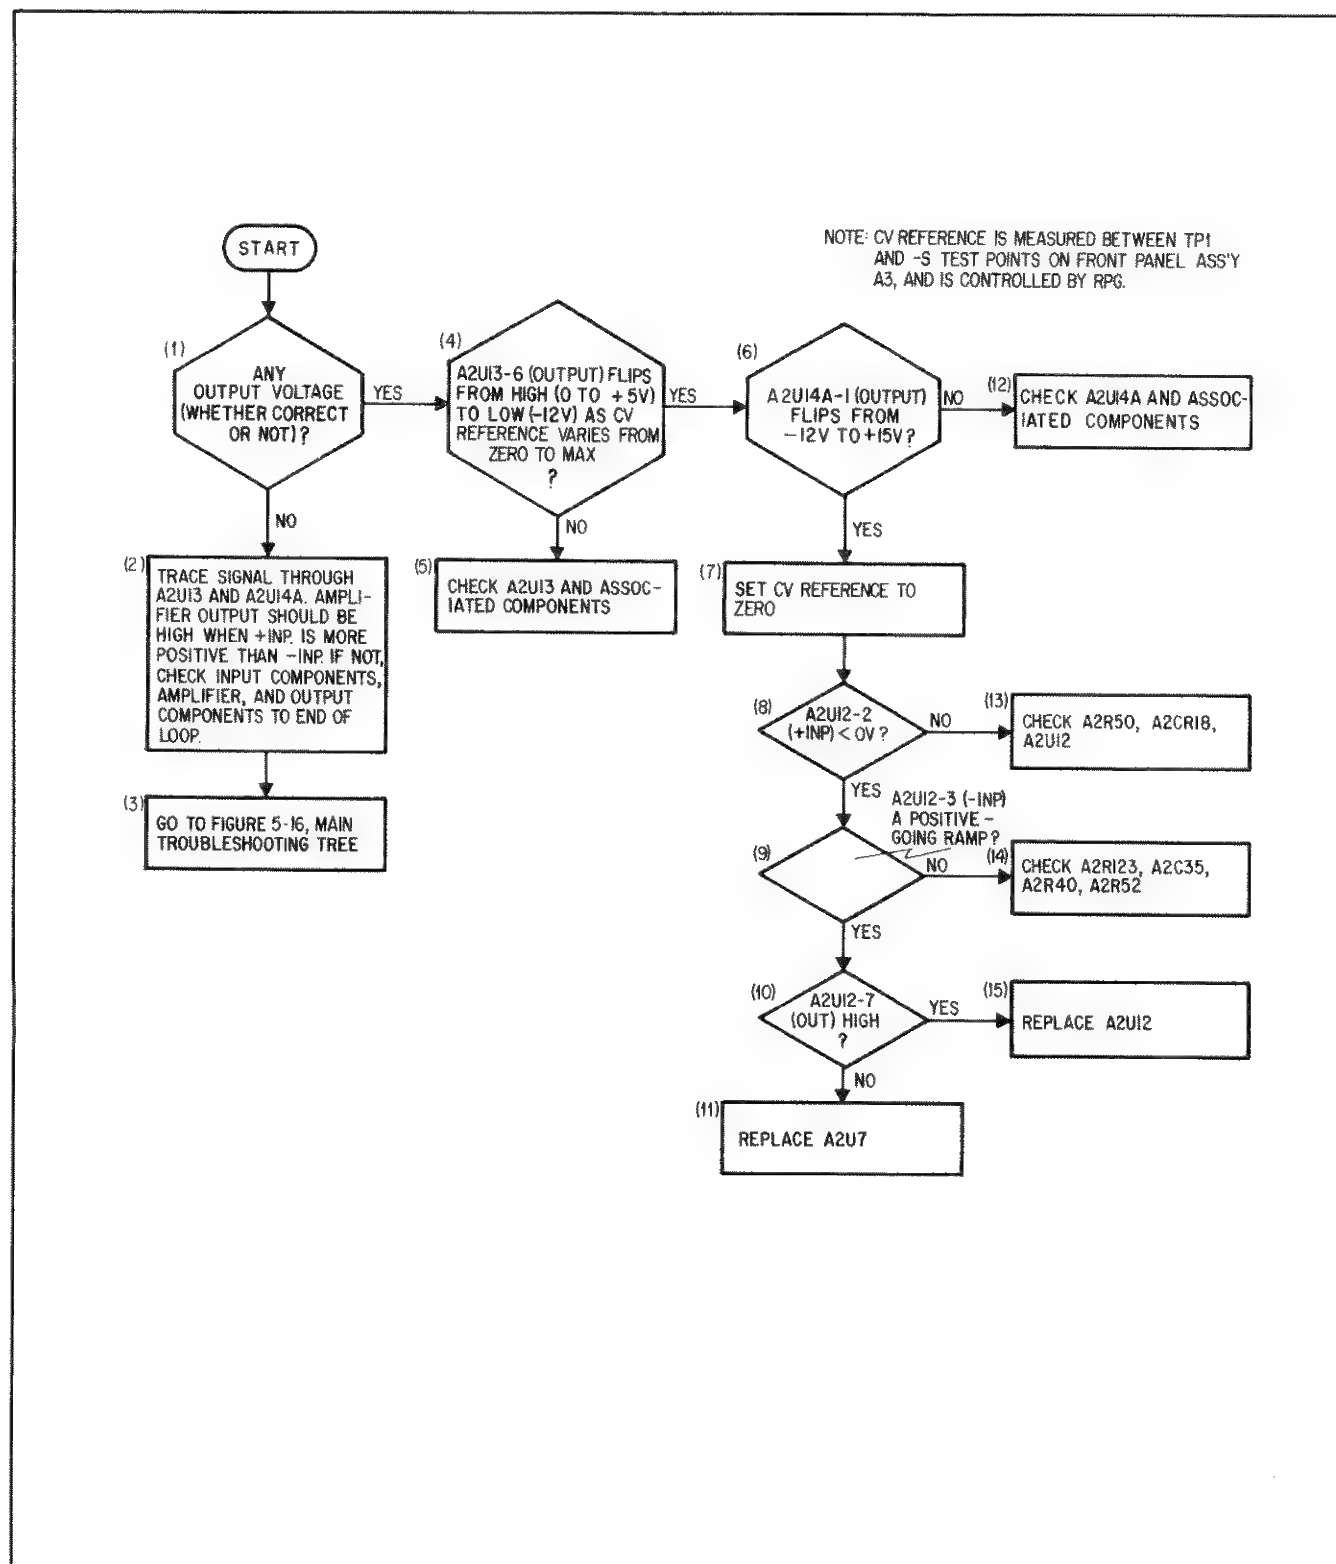 START
NOTE: CV REFERENCE IS MEASURED BETWEEN TP1
AND -S TEST POINTS ON FRONT PANEL ASS'Y
A3, AND IS CONTROLLED BY RPG.
(1)
ANY
OUTPUT VOLTAGE
(WHETHER CORRECT
OR NOT)?
YES
NO
(2)
TRACE SIGNAL THROUGH
A2U13 AND A2U14A. AMPLI-
FIER OUTPUT SHOULD BE
HIGH WHEN +INP. IS MORE
POSITIVE THAN -INP. IF NOT,
CHECK INPUT COMPONENTS,
AMPLIFIER, AND OUTPUT
COMPONENTS TO END OF
LOOP.
(3)
GO TO FIGURE 5-16, MAIN
TROUBLESHOOTING TREE
(4)
A2U13-6 (OUTPUT) FLIPS
FROM HIGH (0 TO +5V)
TO LOW (-12V) AS CV
REFERENCE VARIES FROM
ZERO TO MAX
?
YES
NO
(5)
CHECK A2U13 AND ASSOC-
IATED COMPONENTS
(6)
A2U14A-1 (OUTPUT)
FLIPS FROM
-12V TO +15V?
NO
YES
(12)
CHECK A2U14A AND ASSOC-
IATED COMPONENTS
(7)
SET CV REFERENCE TO
ZERO
(8)
A2U12-2
(+INP) < 0V?
NO
YES
(13)
CHECK A2R50, A2CR18,
A2U12
(9)
A2U12-3 (-INP)
A POSITIVE-
GOING RAMP?
NO
YES
(14)
CHECK A2R123, A2C35,
A2R40, A2R52
(10)
A2U12-7
(OUT) HIGH
?
YES
NO
(15)
REPLACE A2U12
(11)
REPLACE A2U7